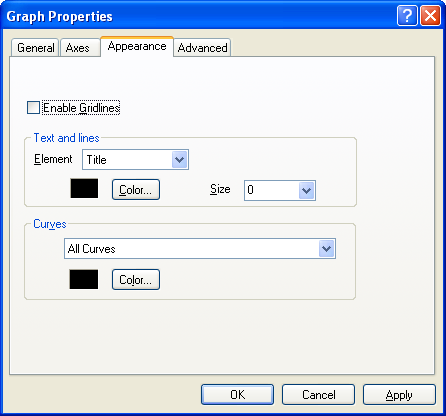 Graph Properties
General Axes Appearance Advanced
Enable Gridlines
Text and lines
Element Title
Color... Size 0
Curves
All Curves
Color...
OK Cancel Apply